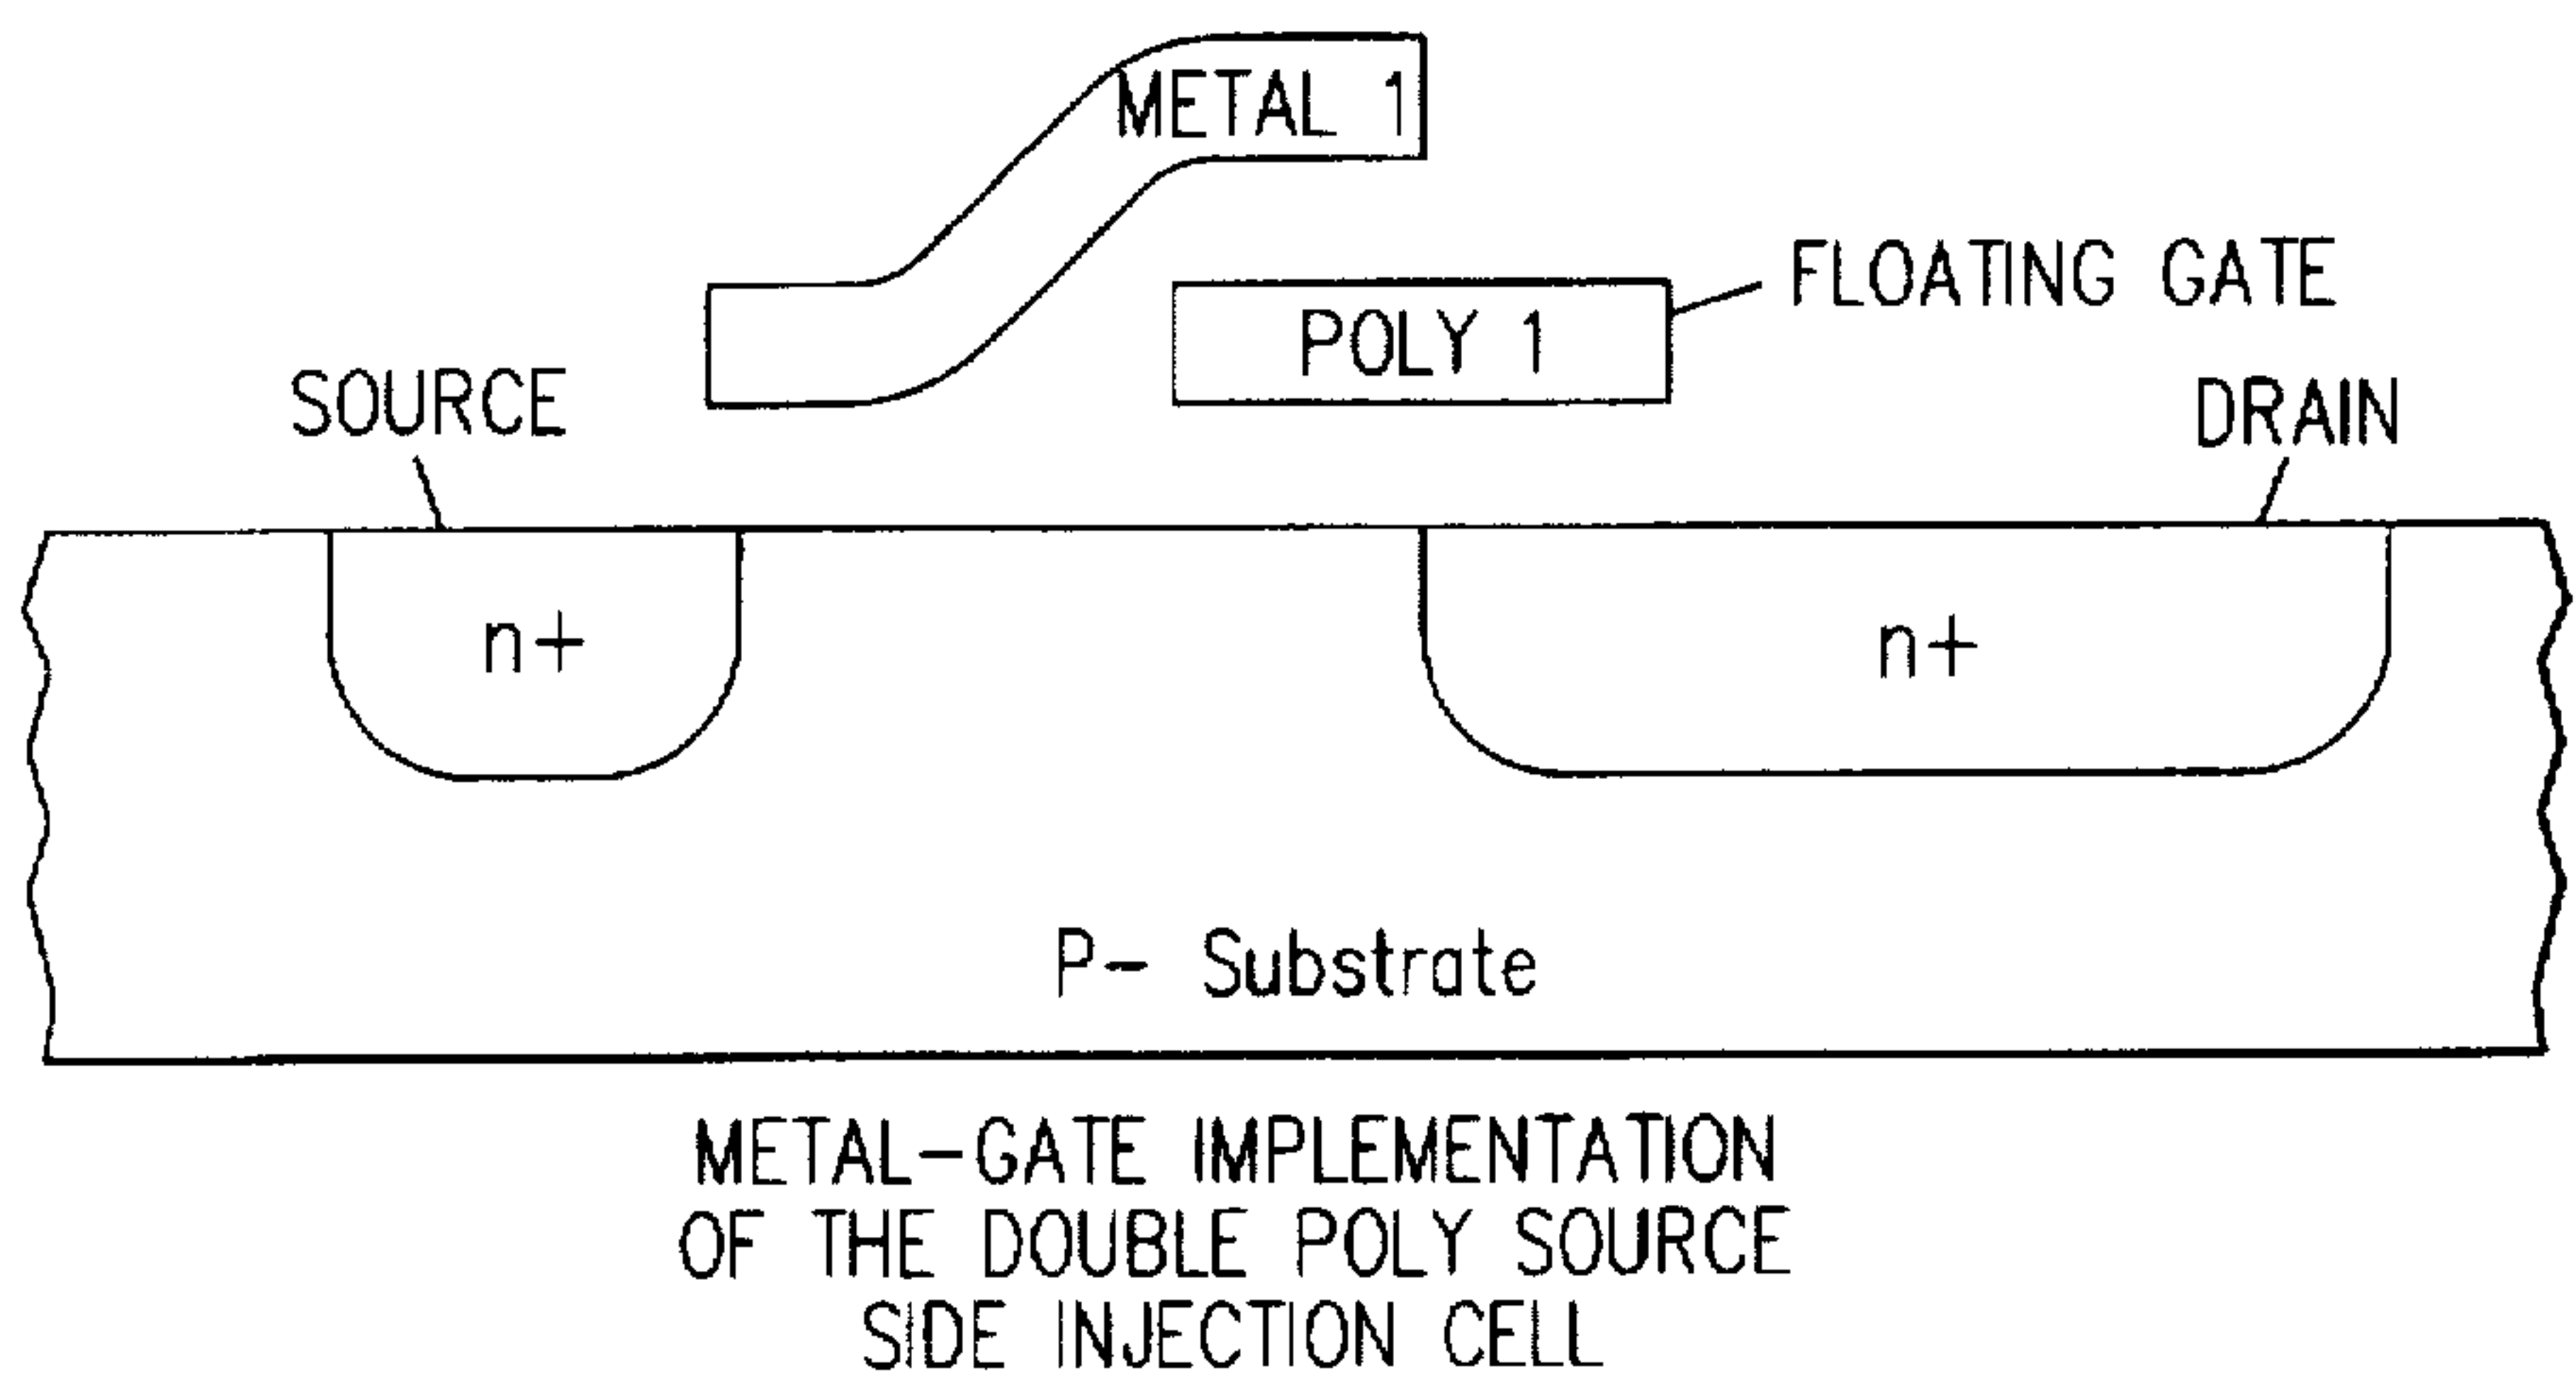 METAL 1
FLOATING GATE
POLY 1
SOURCE
DRAIN
n+
n+
P- Substrate
METAL-GATE IMPLEMENTATION
OF THE DOUBLE POLY SOURCE
SIDE INJECTION CELL